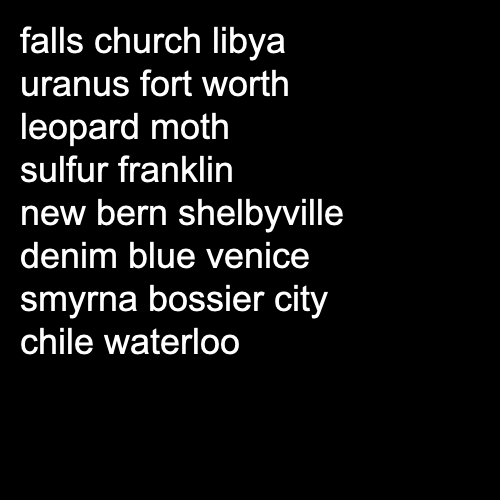 falls church libya
uranus fort worth
leopard moth
sulfur franklin
new bern shelbyville
denim blue venice
smyrna bossier city
chile waterloo